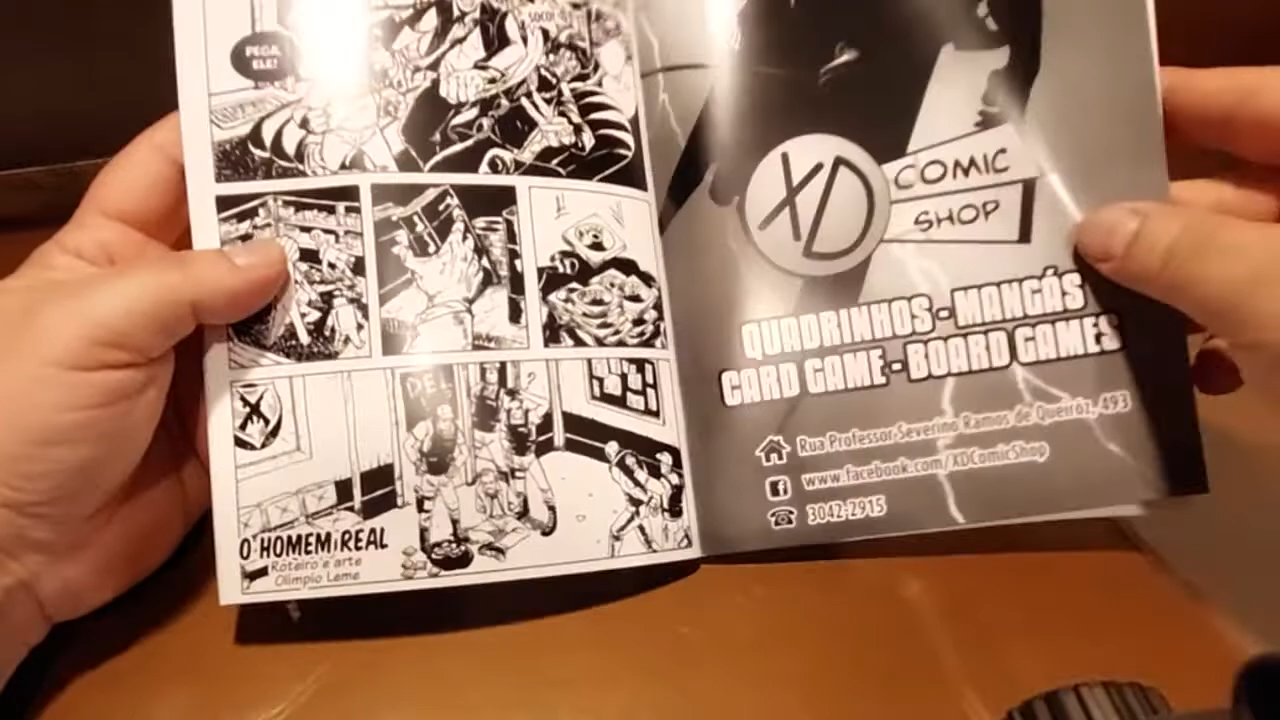 PEGA
ELE!
SOCO!
O HOMEM REAL
Roteiro e arte
Olímpio Leme
XD
COMIC
SHOP
QUADRINHOS - MANGÁS
CARD GAME - BOARD GAMES
Rua Professor Severino Ramos de Queiróz, 493
www.facebook.com/XDComicShop
3042-2915